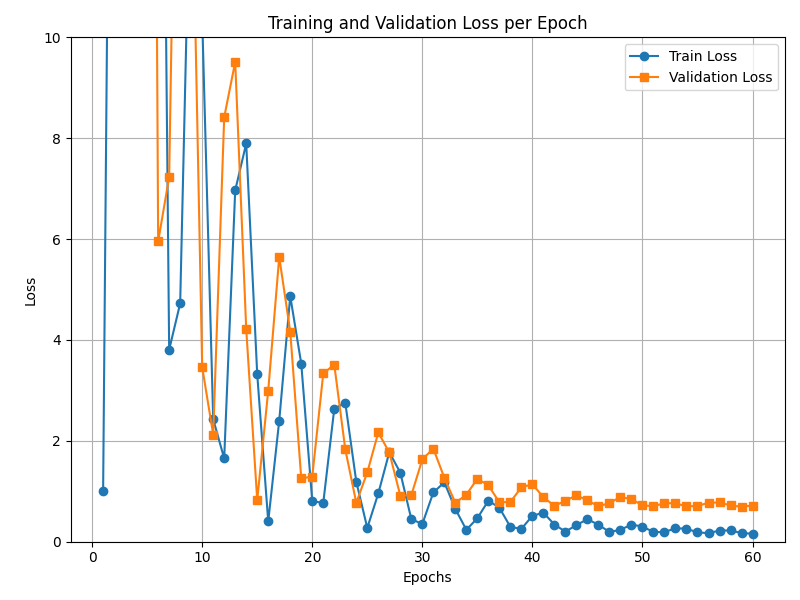 Training and Validation Loss per Epoch
Train Loss
Validation Loss
Loss
10
8
6
4
2
0
0 10 20 30 40 50 60
Epochs